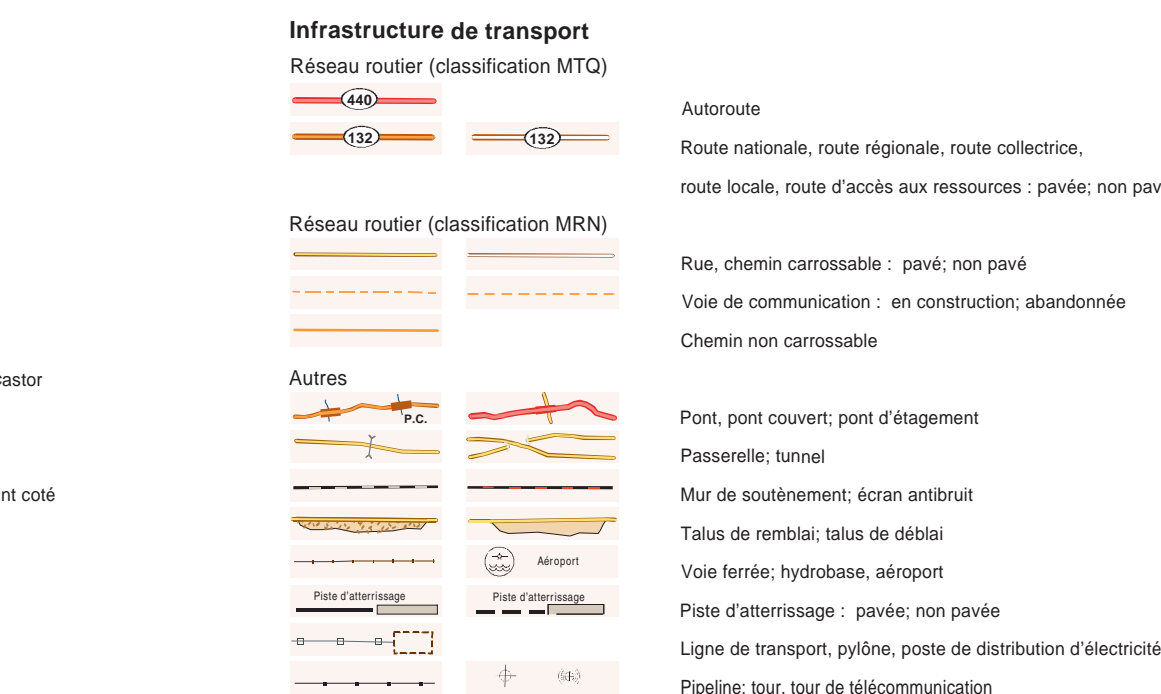 Infrastructure de transport
Réseau routier (classification MTQ)
440
Autoroute
132 132
Route nationale, route régionale, route collectrice,
route locale, route d'accès aux ressources : pavée; non pav
Réseau routier (classification MRN)
Rue, chemin carrossable : pavé; non pavé
Voie de communication : en construction; abandonnée
Chemin non carrossable
astor
Autres
P.C.
Pont, pont couvert; pont d'étagement
Passerelle; tunnel
nt coté
Mur de soutènement; écran antibruit
Talus de remblai; talus de déblai
Aéroport
Voie ferrée; hydrobase, aéroport
Piste d'atterrissage Piste d'atterrissage
Piste d'atterrissage : pavée; non pavée
Ligne de transport, pylône, poste de distribution d'électricité
Pipeline; tour, tour de télécommunication